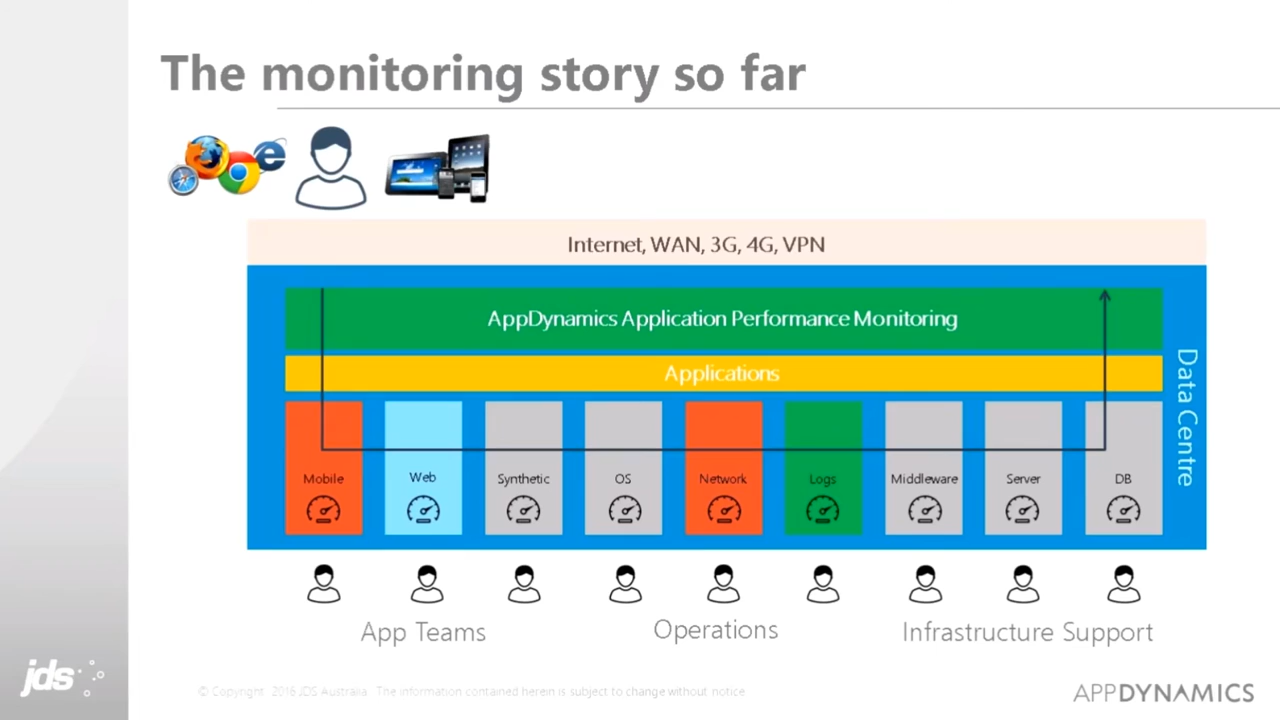 The monitoring story so far
Internet, WAN, 3G, 4G, VPN
AppDynamics Application Performance Monitoring
Applications
Data Centre
Mobile
Web
Synthetic
OS
Network
Logs
Middleware
Server
DB
App Teams
Operations
Infrastructure Support
jds
© Copyright 2016 JDS Australia The information contained herein is subject to change without notice
APPDYNAMICS